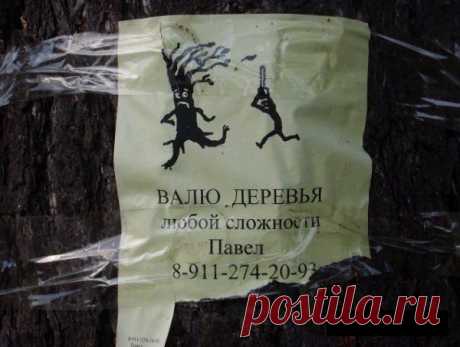 ВАЛЮ ДЕРЕВЬЯ
любой сложности
Павел
8-911-274-20-93
postila.ru